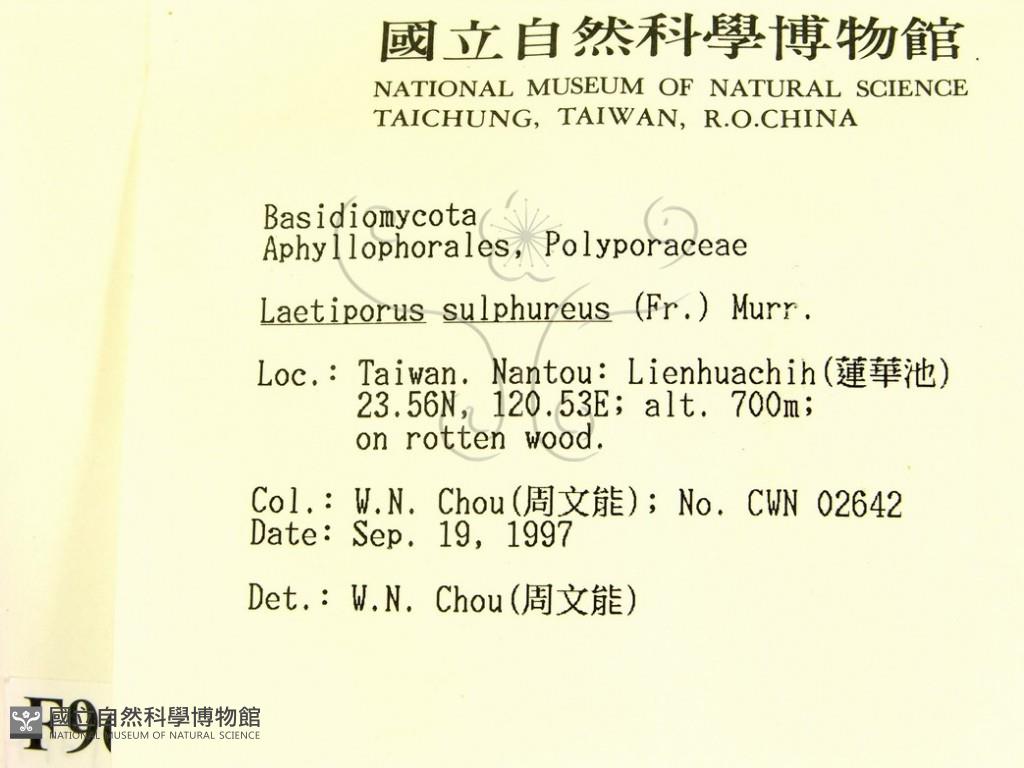 國立自然科學博物館
NATIONAL MUSEUM OF NATURAL SCIENCE
TAICHUNG, TAIWAN, R.O.CHINA
Basidiomycota
Aphyllophorales, Polyporaceae
Laetiporus sulphureus (Fr.) Murr.
Loc.: Taiwan. Nantou: Lienhuachih(蓮華池)
23.56N, 120.53E; alt. 700m;
on rotten wood.
Col.: W.N. Chou(周文能); No. CWN 02642
Date: Sep. 19, 1997
Det.: W.N. Chou(周文能)
國立自然科學博物館
NATIONAL MUSEUM OF NATURAL SCIENCE